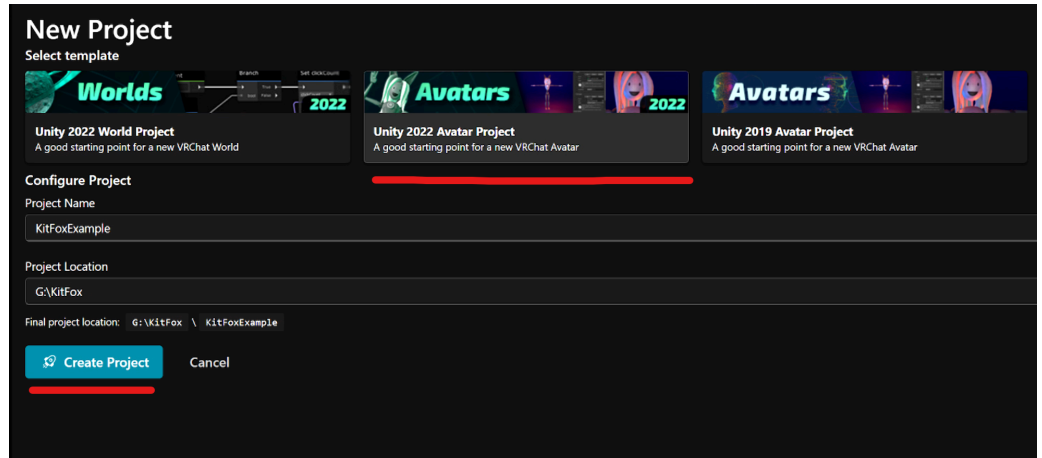 New Project
Select template
Worlds
Branch
Set clickCount
True
False
2022
Avatars
2022
Avatars
Unity 2022 World Project
A good starting point for a new VRChat World
Unity 2022 Avatar Project
A good starting point for a new VRChat Avatar
Unity 2019 Avatar Project
A good starting point for a new VRChat Avatar
Configure Project
Project Name
KitFoxExample
Project Location
G:\KitFox
Final project location: G:\KitFox \ KitFoxExample
Create Project
Cancel